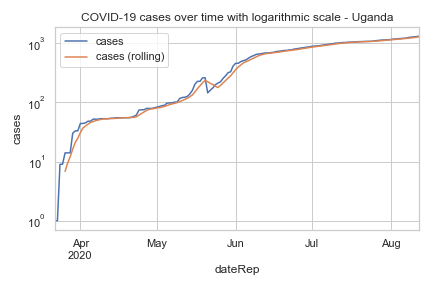 COVID-19 cases over time with logarithmic scale - Uganda
cases
cases (rolling)
10³
10²
10¹
10⁰
cases
Apr
2020
May
Jun
Jul
Aug
dateRep